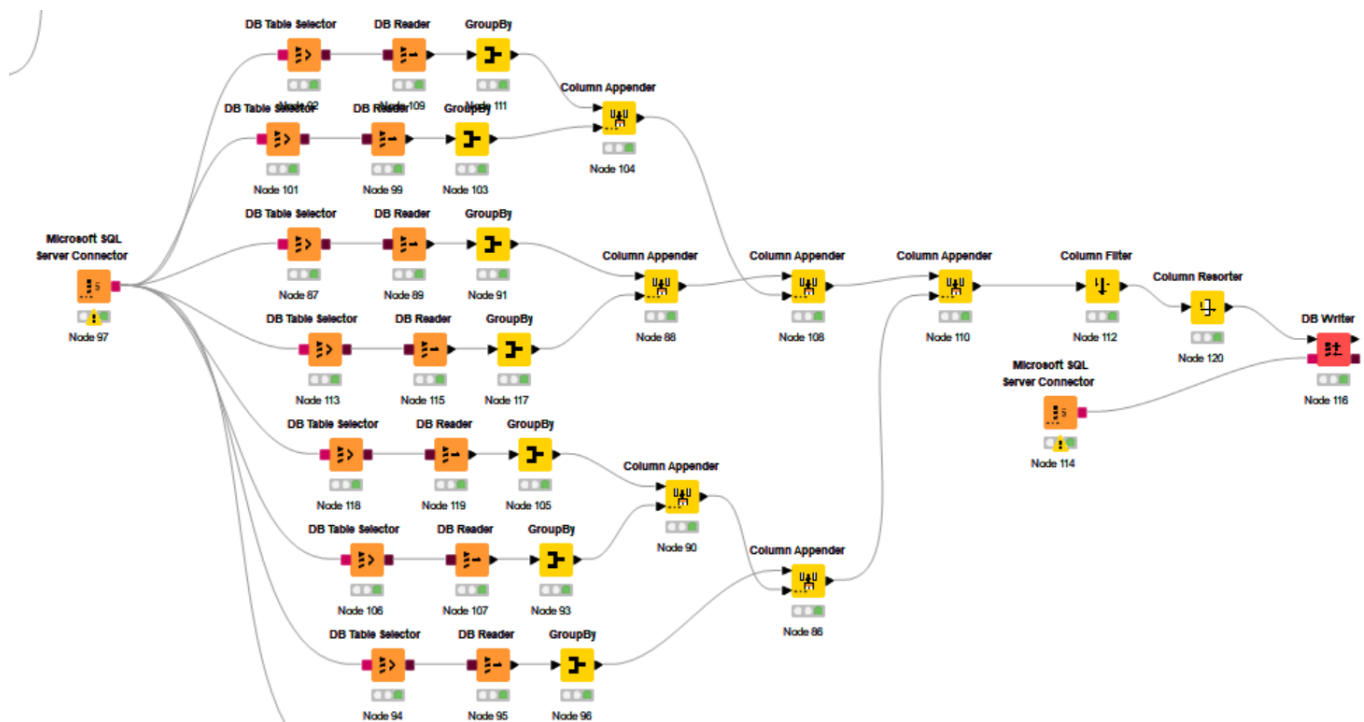 DB Table Selector DB Reader GroupBy
Node 92 Node 109 Node 111
Column Appender
Node 104
DB Table Selector DB Reader GroupBy
Node 101 Node 99 Node 103
DB Table Selector DB Reader GroupBy
Node 87 Node 89 Node 91
Microsoft SQL
Server Connector
S
Node 97
Column Appender
Node 88
Column Appender
Node 108
Column Appender
Node 110
Column Filter
Node 112
Column Resorter
Node 120
DB Writer
Node 116
DB Table Selector DB Reader GroupBy
Node 113 Node 115 Node 117
Microsoft SQL
Server Connector
S
Node 114
DB Table Selector DB Reader GroupBy
Node 118 Node 119 Node 105
Column Appender
Node 90
DB Table Selector DB Reader GroupBy
Node 106 Node 107 Node 93
Column Appender
Node 86
DB Table Selector DB Reader GroupBy
Node 94 Node 95 Node 96